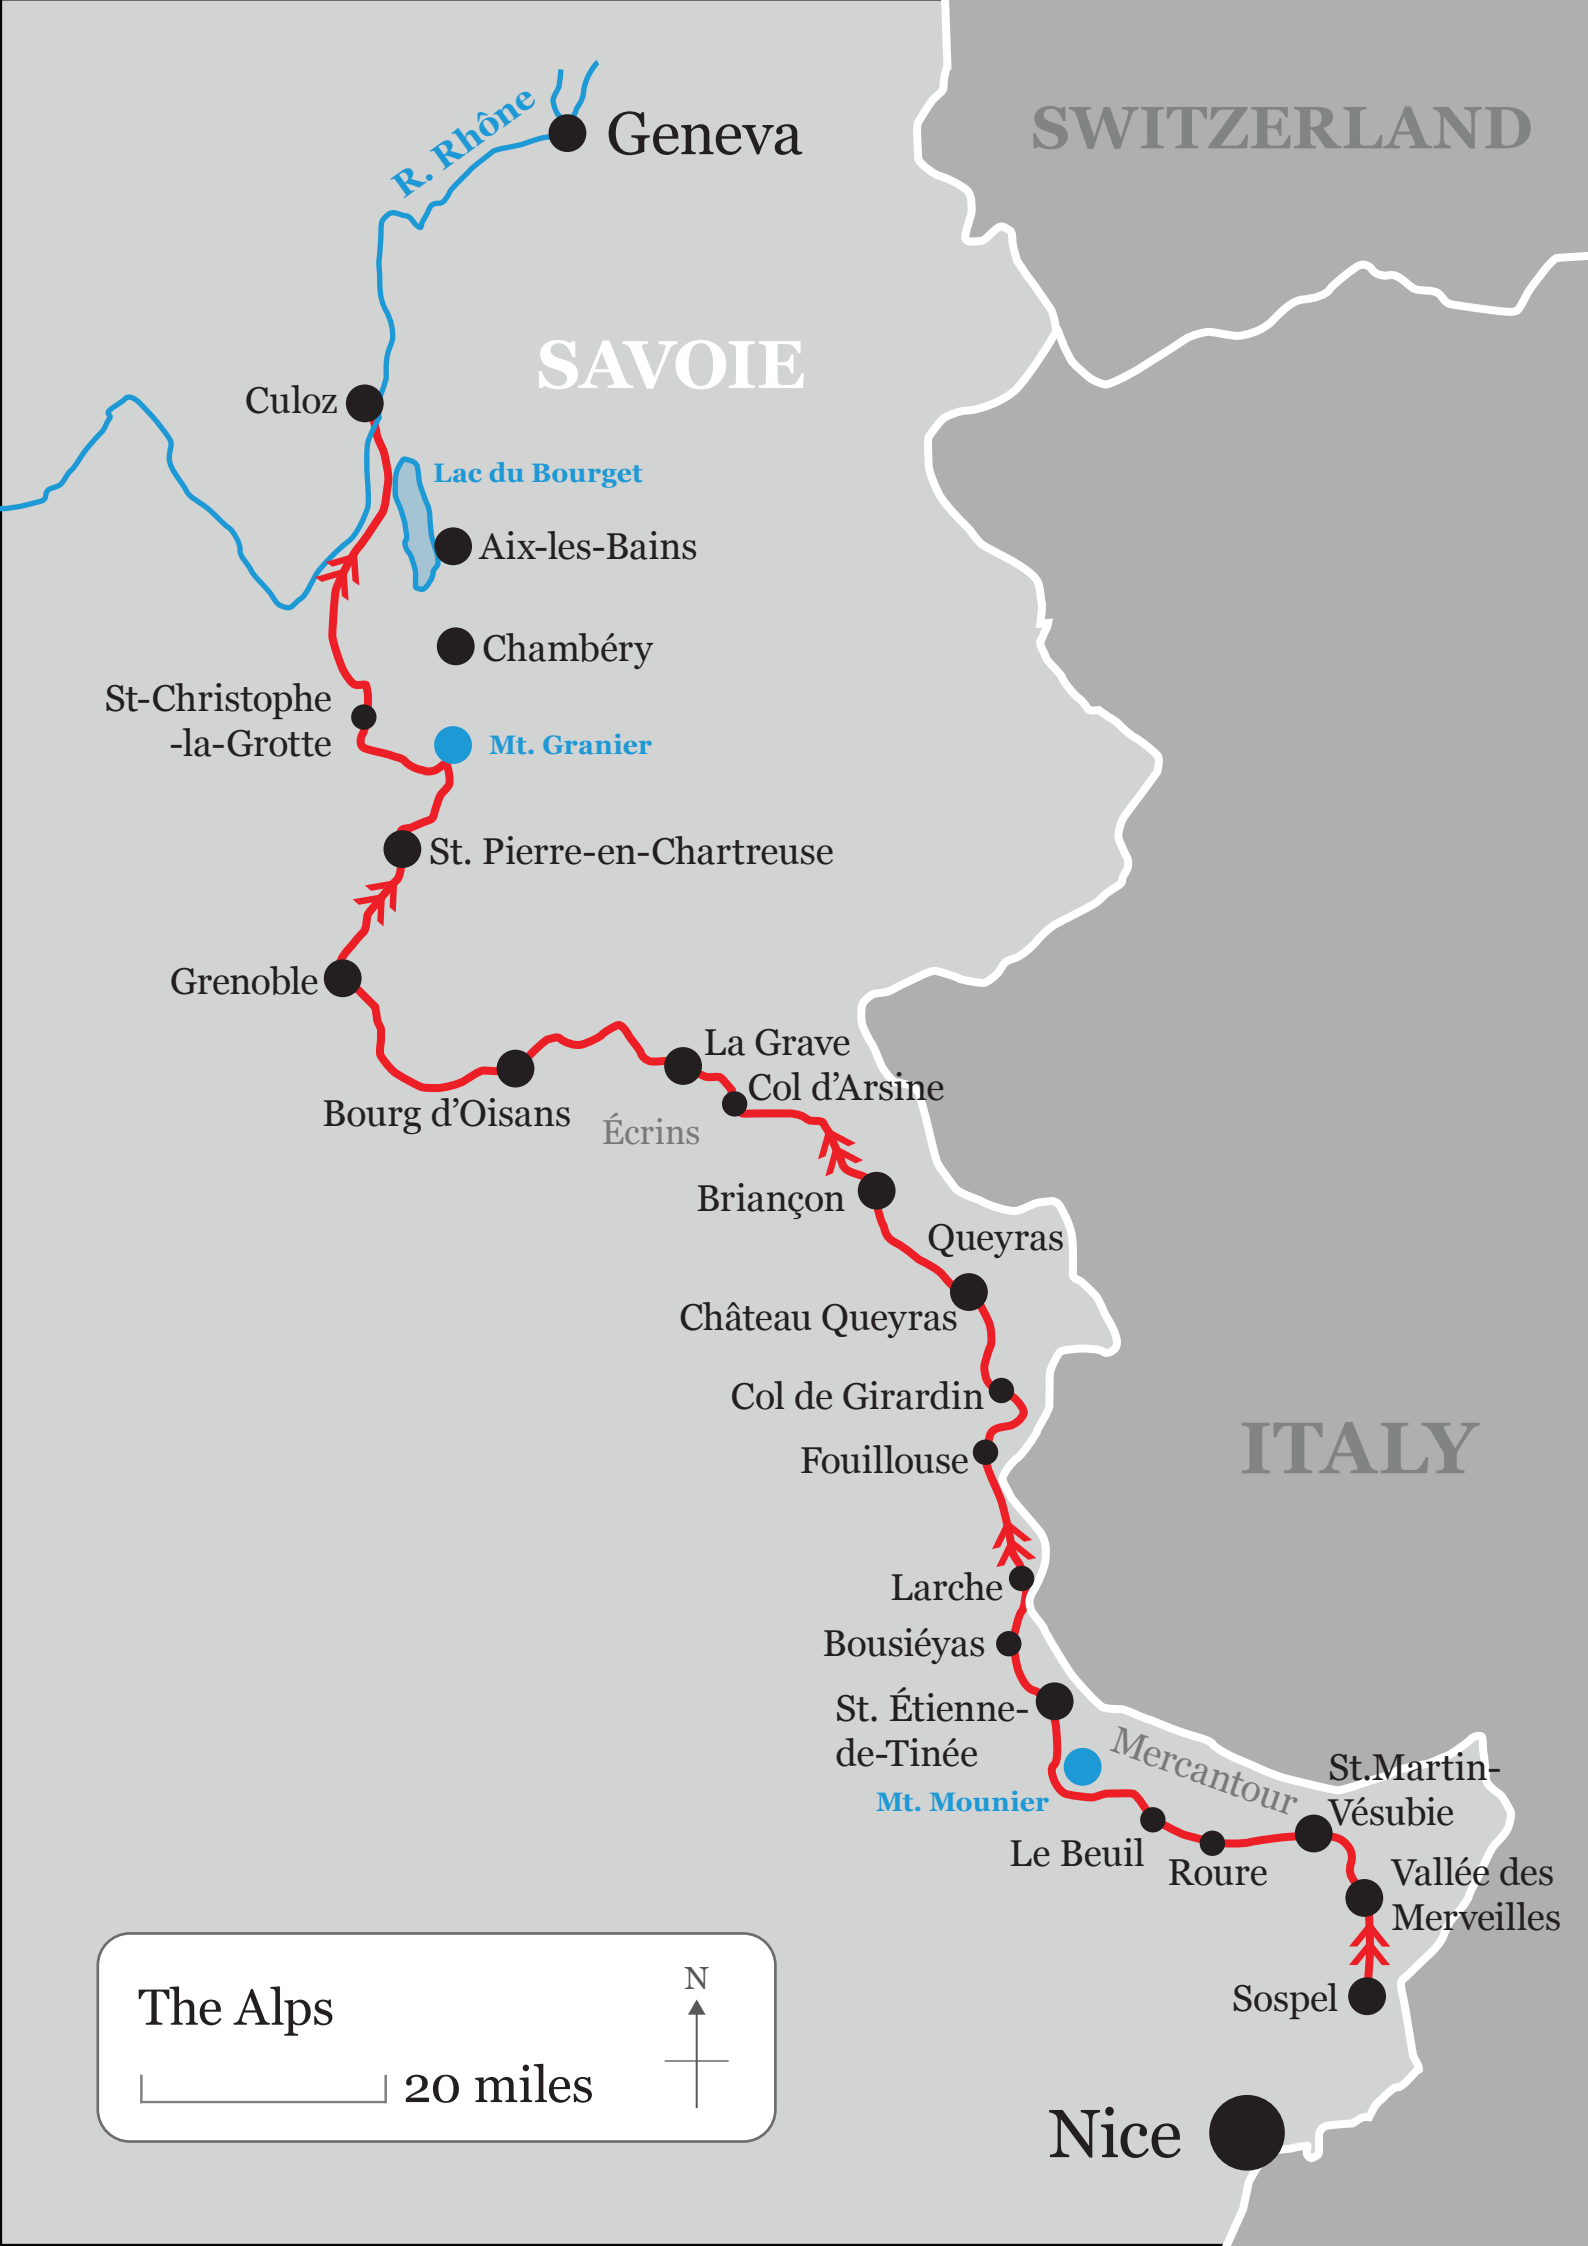 R. Rhône
Geneva
SWITZERLAND
SAVOIE
Culoz
Lac du Bourget
Aix-les-Bains
Chambéry
St-Christophe
-la-Grotte
Mt. Granier
St. Pierre-en-Chartreuse
Grenoble
La Grave
Col d’Arsine
Bourg d’Oisans
Écrins
Briançon
Queyras
Château Queyras
Col de Girardin
Fouillouse
ITALY
Larche
Bousiéyas
St. Étienne-
de-Tinée
Mercantour
Mt. Mounier
St.Martin-
Vésubie
Le Beuil
Roure
Vallée des
Merveilles
Sospel
Nice
The Alps
N
20 miles